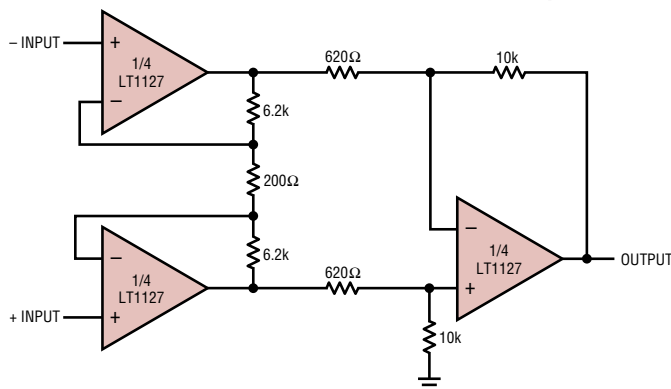 – INPUT
+
1/4
LT1127
–
620Ω
10k
6.2k
200Ω
6.2k
–
1/4
LT1127
+
+ INPUT
620Ω
–
1/4
LT1127
+
OUTPUT
10k